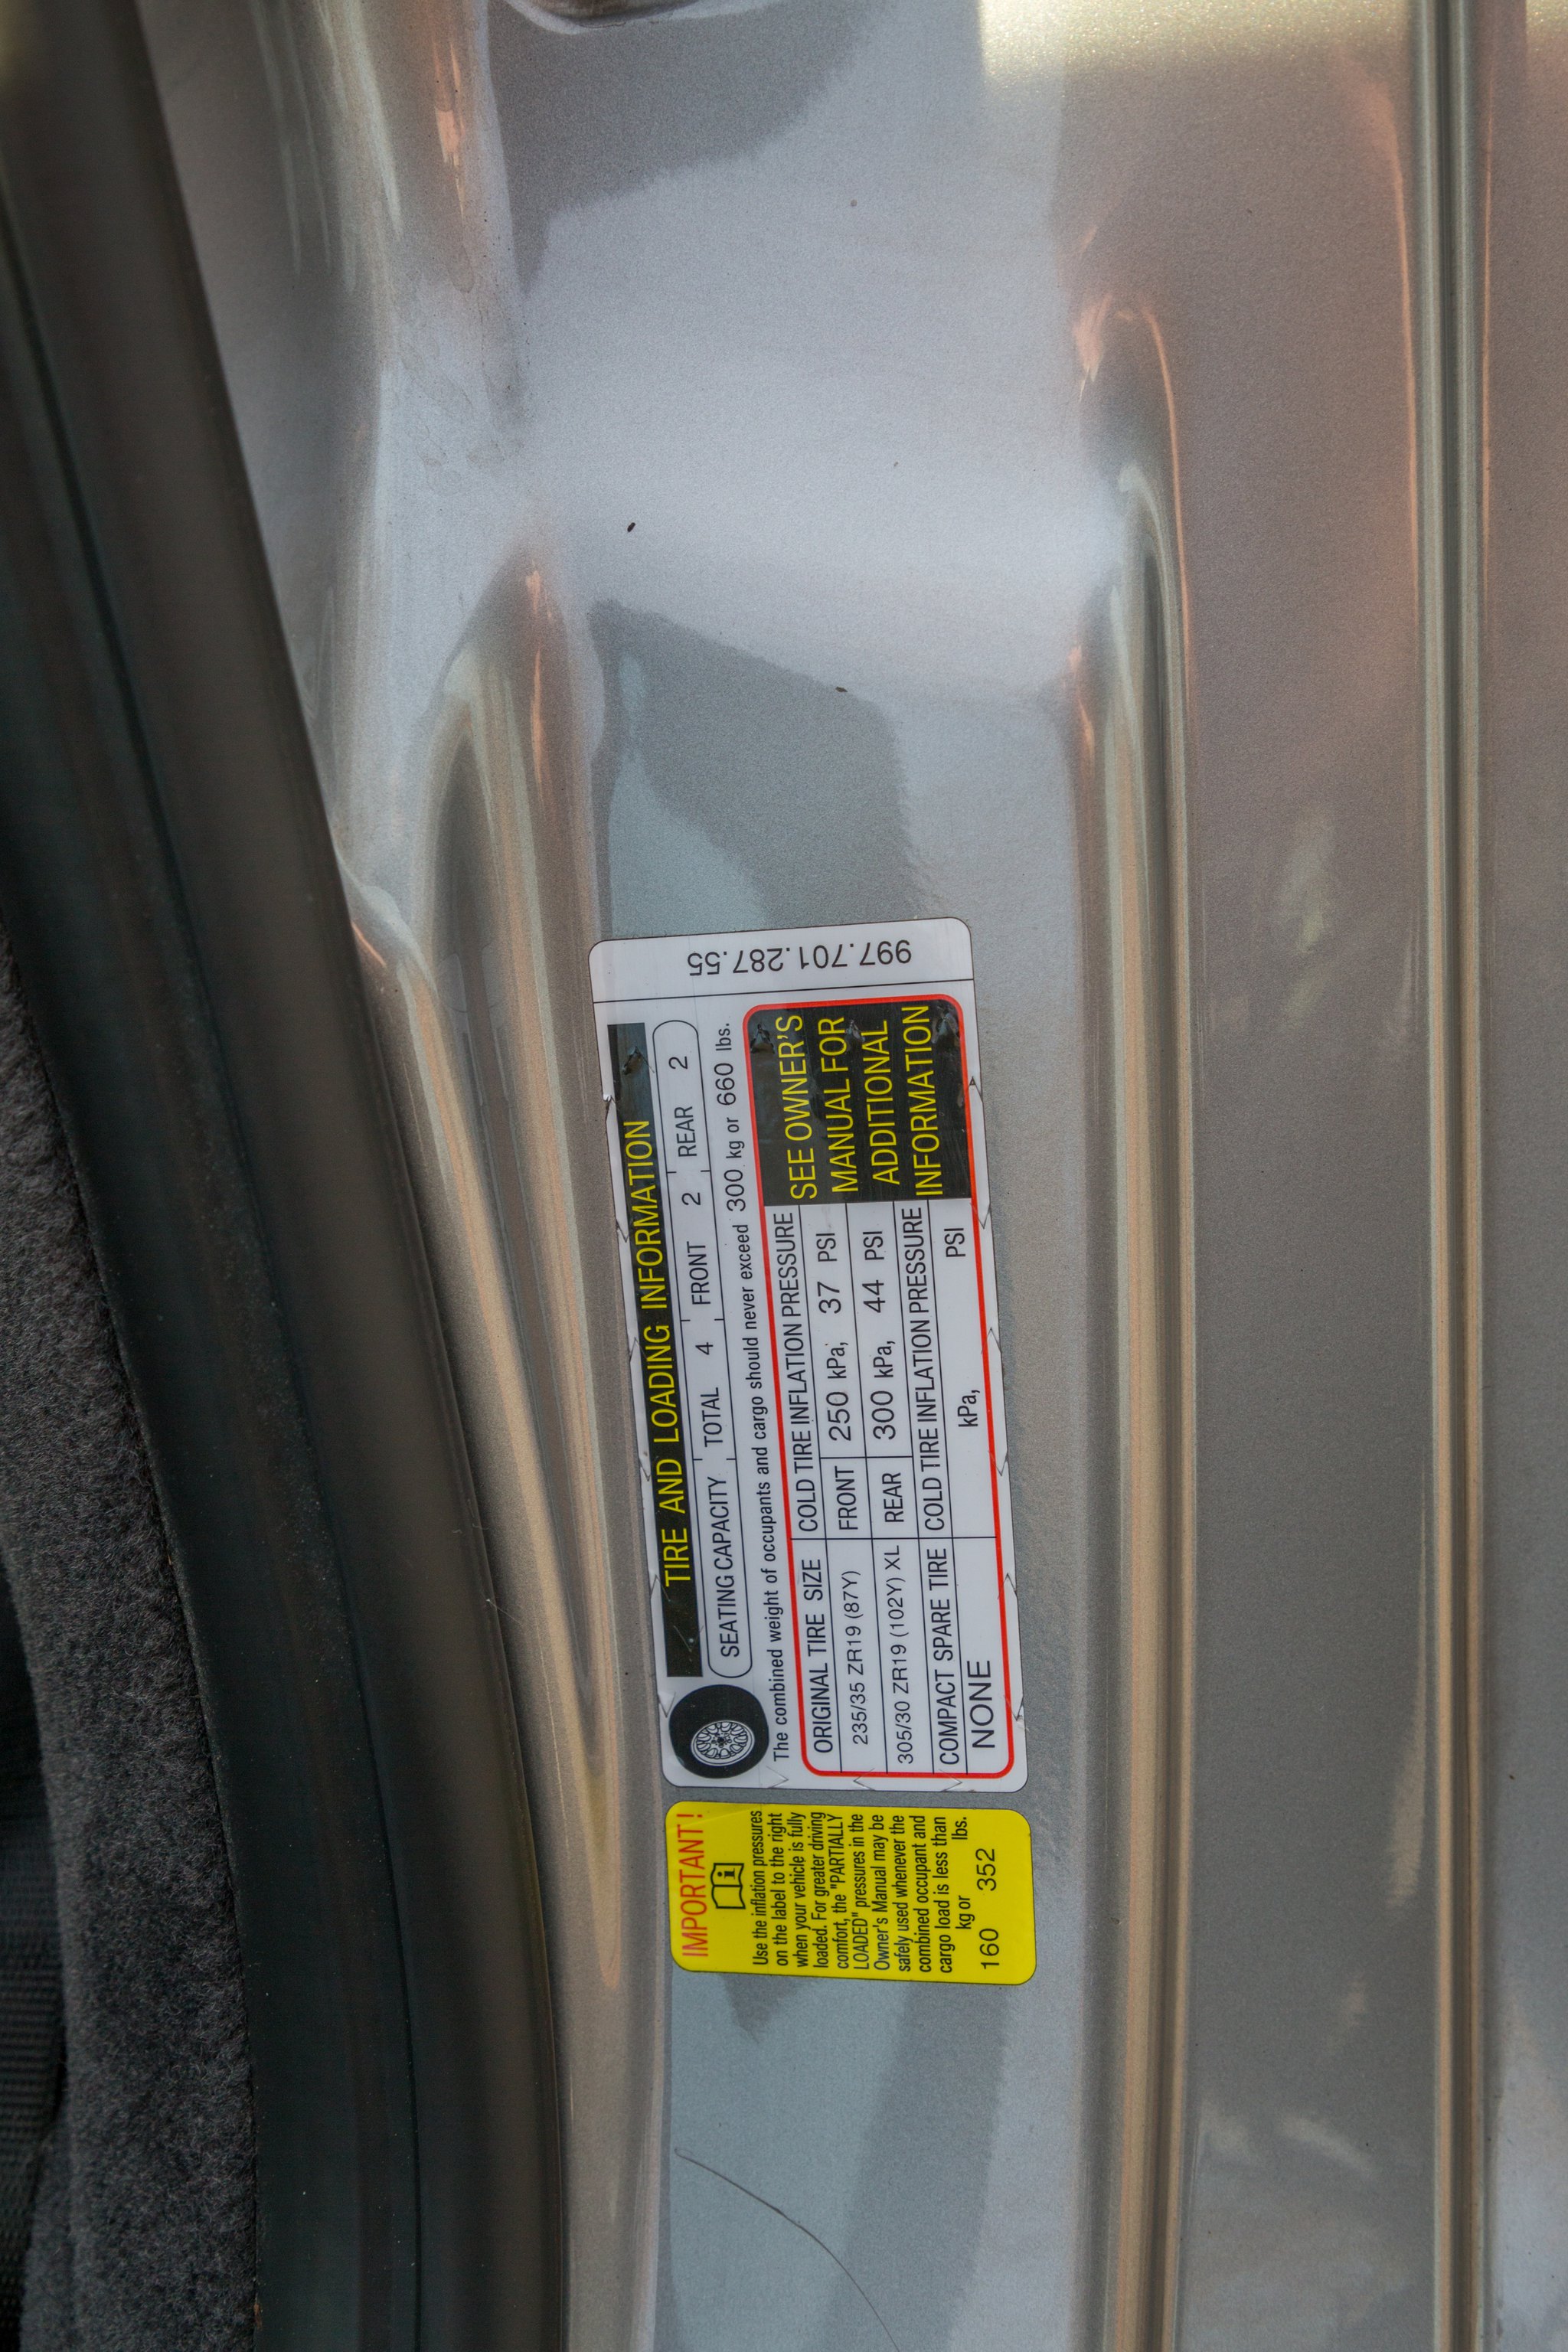 TIRE AND LOADING INFORMATION
SEATING CAPACITY TOTAL 4 FRONT 2 REAR 2
The combined weight of occupants and cargo should never exceed 300 kg or 660 lbs.
ORIGINAL TIRE SIZE COLD TIRE INFLATION PRESSURE
235/35 ZR19 (87Y) FRONT 250 kPa, 37 PSI
305/30 ZR19 (102Y) XL REAR 300 kPa, 44 PSI
COMPACT SPARE TIRE COLD TIRE INFLATION PRESSURE
NONE kPa, PSI
SEE OWNER'S
MANUAL FOR
ADDITIONAL
INFORMATION
997.701.287.55
IMPORTANT!
i
Use the inflation pressures
on the label to the right
when your vehicle is fully
loaded. For greater driving
comfort, the "PARTIALLY
LOADED" pressures in the
Owner's Manual may be
safely used whenever the
combined occupant and
cargo load is less than
kg or lbs.
160 352